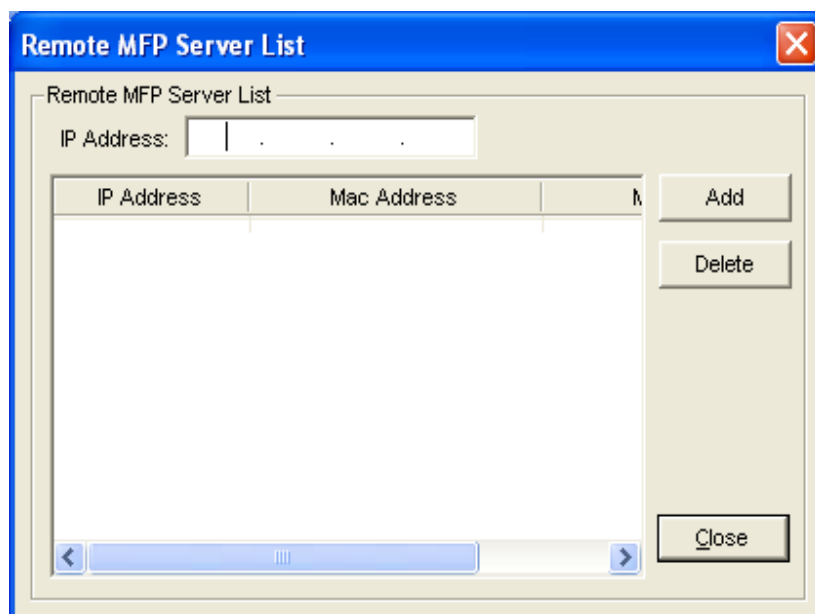 Remote MFP Server List
Remote MFP Server List
IP Address: . . .
IP Address Mac Address
Add
Delete
Close